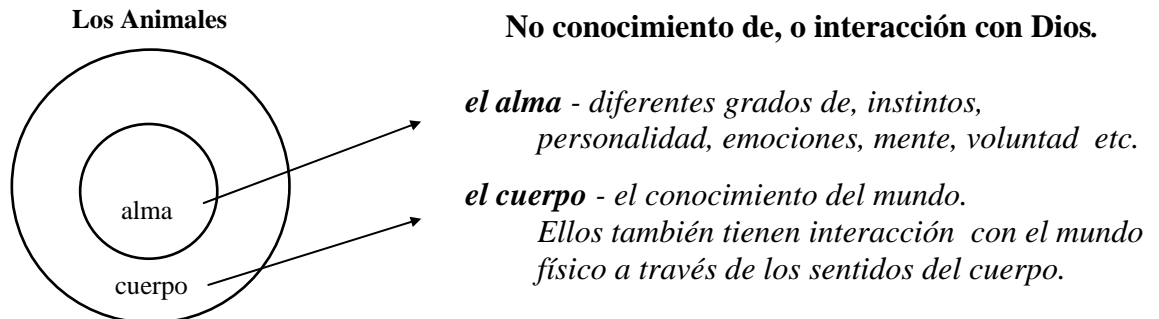 Los Animales
alma
cuerpo
No conocimiento de, o interacción con Dios.
el alma - diferentes grados de, instintos,
personalidad, emociones, mente, voluntad etc.
el cuerpo - el conocimiento del mundo.
Ellos también tienen interacción con el mundo
físico a través de los sentidos del cuerpo.